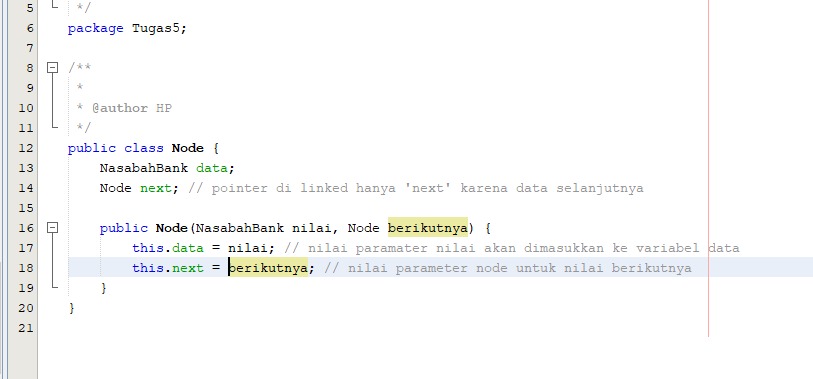 5 */
6 package Tugas5;
7
8 /**
9 *
10 * @author HP
11 */
12 public class Node {
13 NasabahBank data;
14 Node next; // pointer di linked hanya 'next' karena data selanjutnya
15
16 public Node(NasabahBank nilai, Node berikutnya) {
17 this.data = nilai; // nilai paramater nilai akan dimasukkan ke variabel data
18 this.next = berikutnya; // nilai parameter node untuk nilai berikutnya
19 }
20 }
21